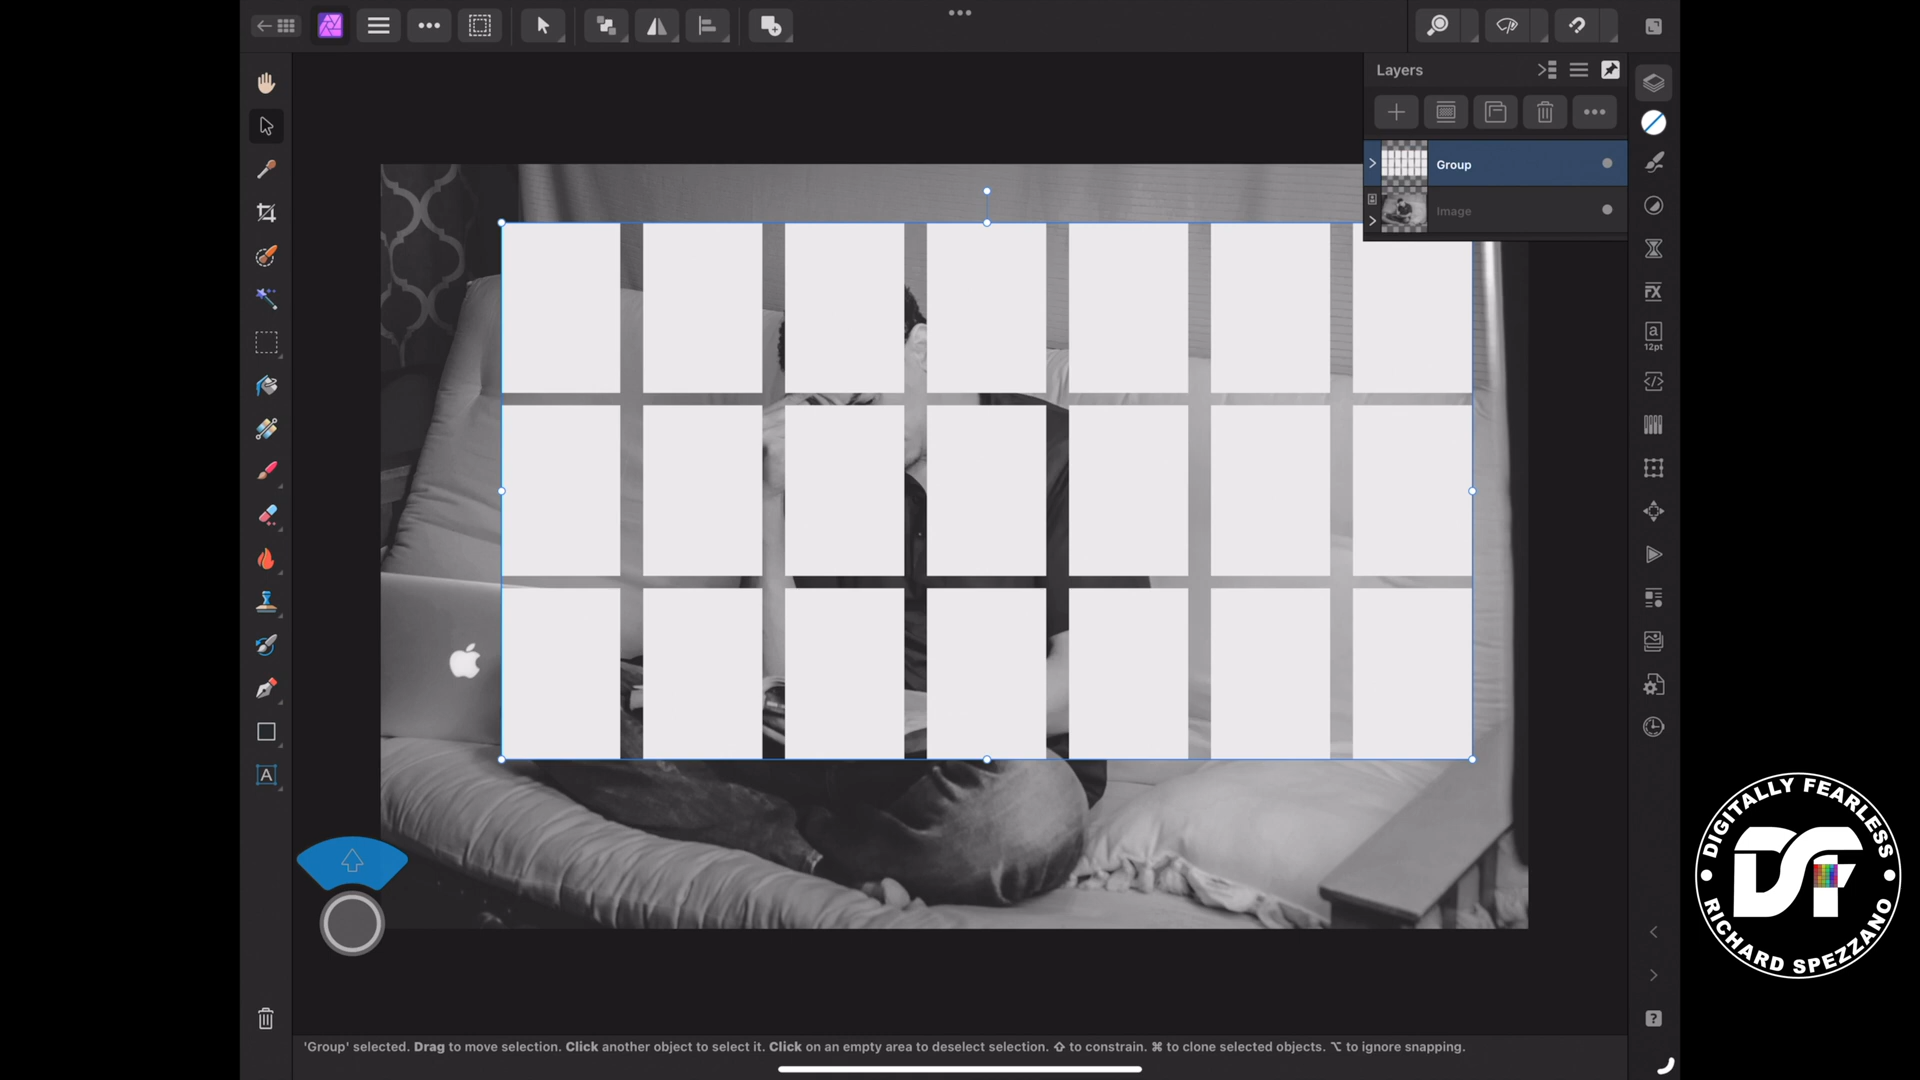 Layers
Group
Image
FX
a
12pt
A
?
DIGITALLY FEARLESS
DSF
RICHARD SPEZZANO
'Group' selected. Drag to move selection. Click another object to select it. Click on an empty area to deselect selection. ⇧ to constrain. ⌘ to clone selected objects. ⌥ to ignore snapping.